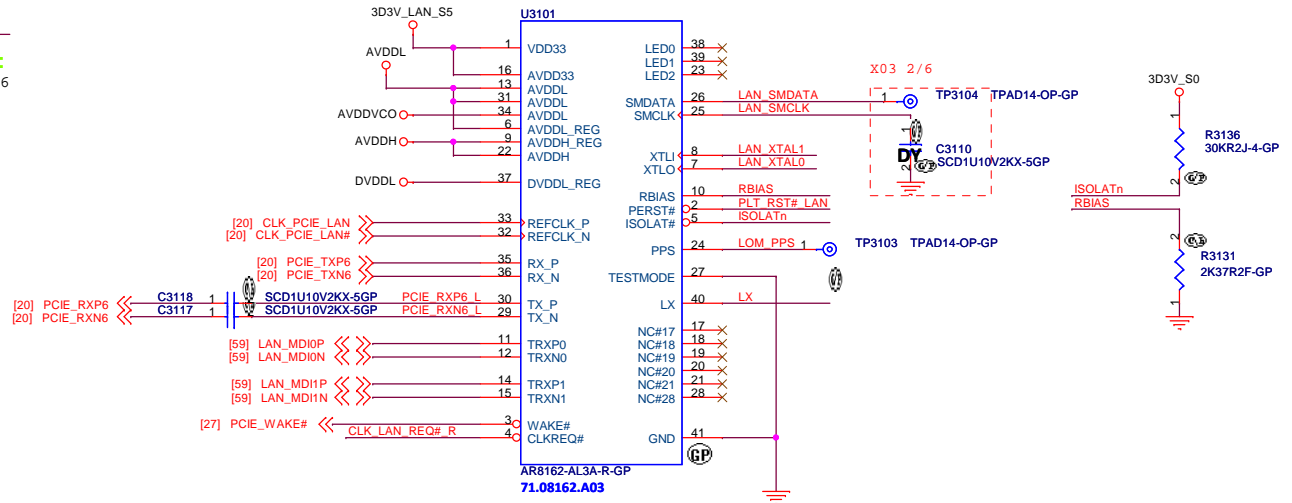 6
3D3V_LAN_S5
AVDDL
AVDDVCO
AVDDH
DVDDL
[20] CLK_PCIE_LAN
[20] CLK_PCIE_LAN#
[20] PCIE_TXP6
[20] PCIE_TXN6
[20] PCIE_RXP6 C3118 1 SCD1U10V2KX-5GP PCIE_RXP6_L
[20] PCIE_RXN6 C3117 1 SCD1U10V2KX-5GP PCIE_RXN6_L
[59] LAN_MDI0P
[59] LAN_MDI0N
[59] LAN_MDI1P
[59] LAN_MDI1N
[27] PCIE_WAKE#
CLK_LAN_REQ#_R
U3101
1 VDD33
16 AVDD33
13 AVDDL
31 AVDDL
34 AVDDL
6 AVDDL_REG
9 AVDDH_REG
22 AVDDH
37 DVDDL_REG
33 REFCLK_P
32 REFCLK_N
35 RX_P
36 RX_N
30 TX_P
29 TX_N
11 TRXP0
12 TRXN0
14 TRXP1
15 TRXN1
3 WAKE#
4 CLKREQ#
LED0 38
LED1 39
LED2 23
SMDATA 26 LAN_SMDATA
SMCLK 25 LAN_SMCLK
XTLI 8 LAN_XTAL1
XTLO 7 LAN_XTAL0
RBIAS 10 RBIAS
PERST# 2 PLT_RST#_LAN
ISOLAT# 5 ISOLATn
PPS 24 LOM_PPS 1 TP3103 TPAD14-OP-GP
TESTMODE 27
LX 40 LX
NC#17 17
NC#18 18
NC#19 19
NC#20 20
NC#21 21
NC#28 28
GND 41
GP
AR8162-AL3A-R-GP
71.08162.A03
X03 2/6
1 TP3104 TPAD14-OP-GP
1
DY C3110
2 SCD1U10V2KX-5GP
3D3V_S0
1
R3136
30KR2J-4-GP
2
ISOLATn
RBIAS
2
R3131
2K37R2F-GP
1